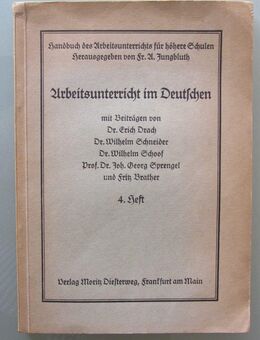 Handbuch des Arbeitsunterrichts für höhere Schulen
Herausgegeben von Fr. A. Jungbluth
Arbeitsunterricht im Deutschen
mit Beiträgen von
Dr. Erich Drach
Dr. Wilhelm Schneider
Dr. Wilhelm Schoof
Prof. Dr. Joh. Georg Sprengel
und Fritz Brather
4. Heft
Verlag Moritz Diesterweg, Frankfurt am Main